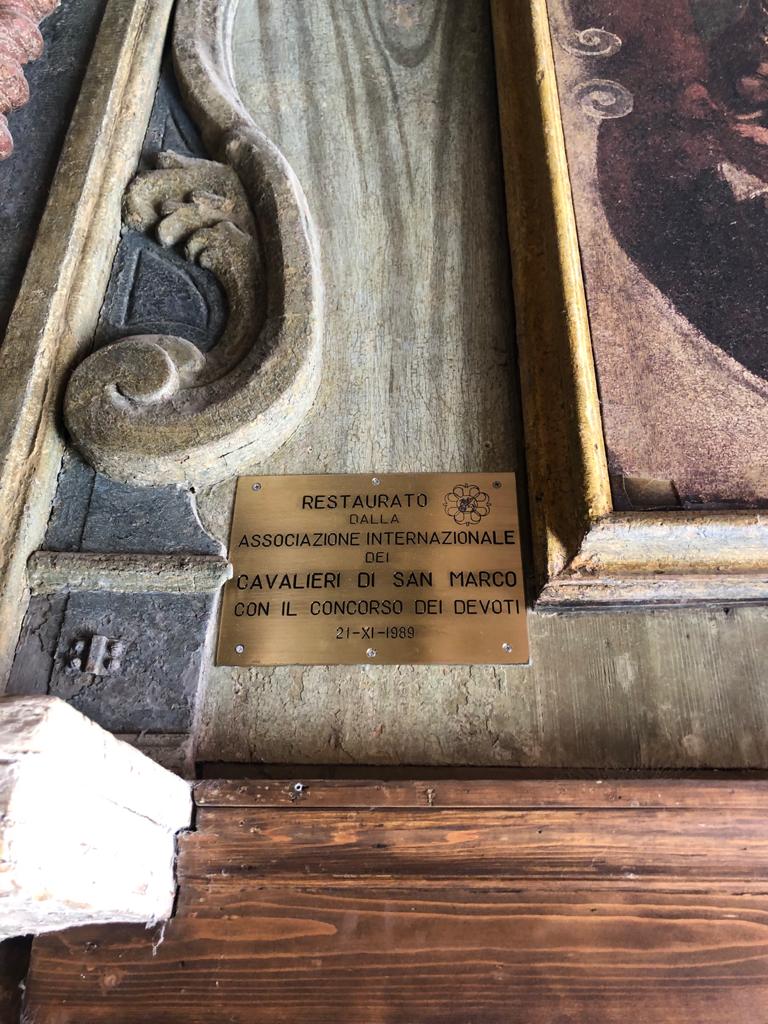 RESTAURATO
DALLA
ASSOCIAZIONE INTERNAZIONALE
DEI
CAVALIERI DI SAN MARCO
CON IL CONCORSO DEI DEVOTI
21-XI-1989